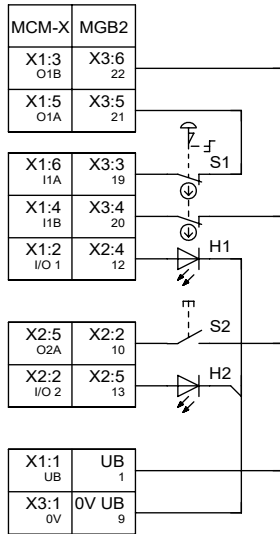 MCM-X MGB2
X1:3 X3:6
O1B 22
X1:5 X3:5
O1A 21
X1:6 X3:3 S1
I1A 19
X1:4 X3:4
I1B 20
X1:2 X2:4 H1
I/O 1 12
X2:5 X2:2 S2
O2A 10
X2:2 X2:5 H2
I/O 2 13
X1:1 UB
UB 1
X3:1 0V UB
0V 9